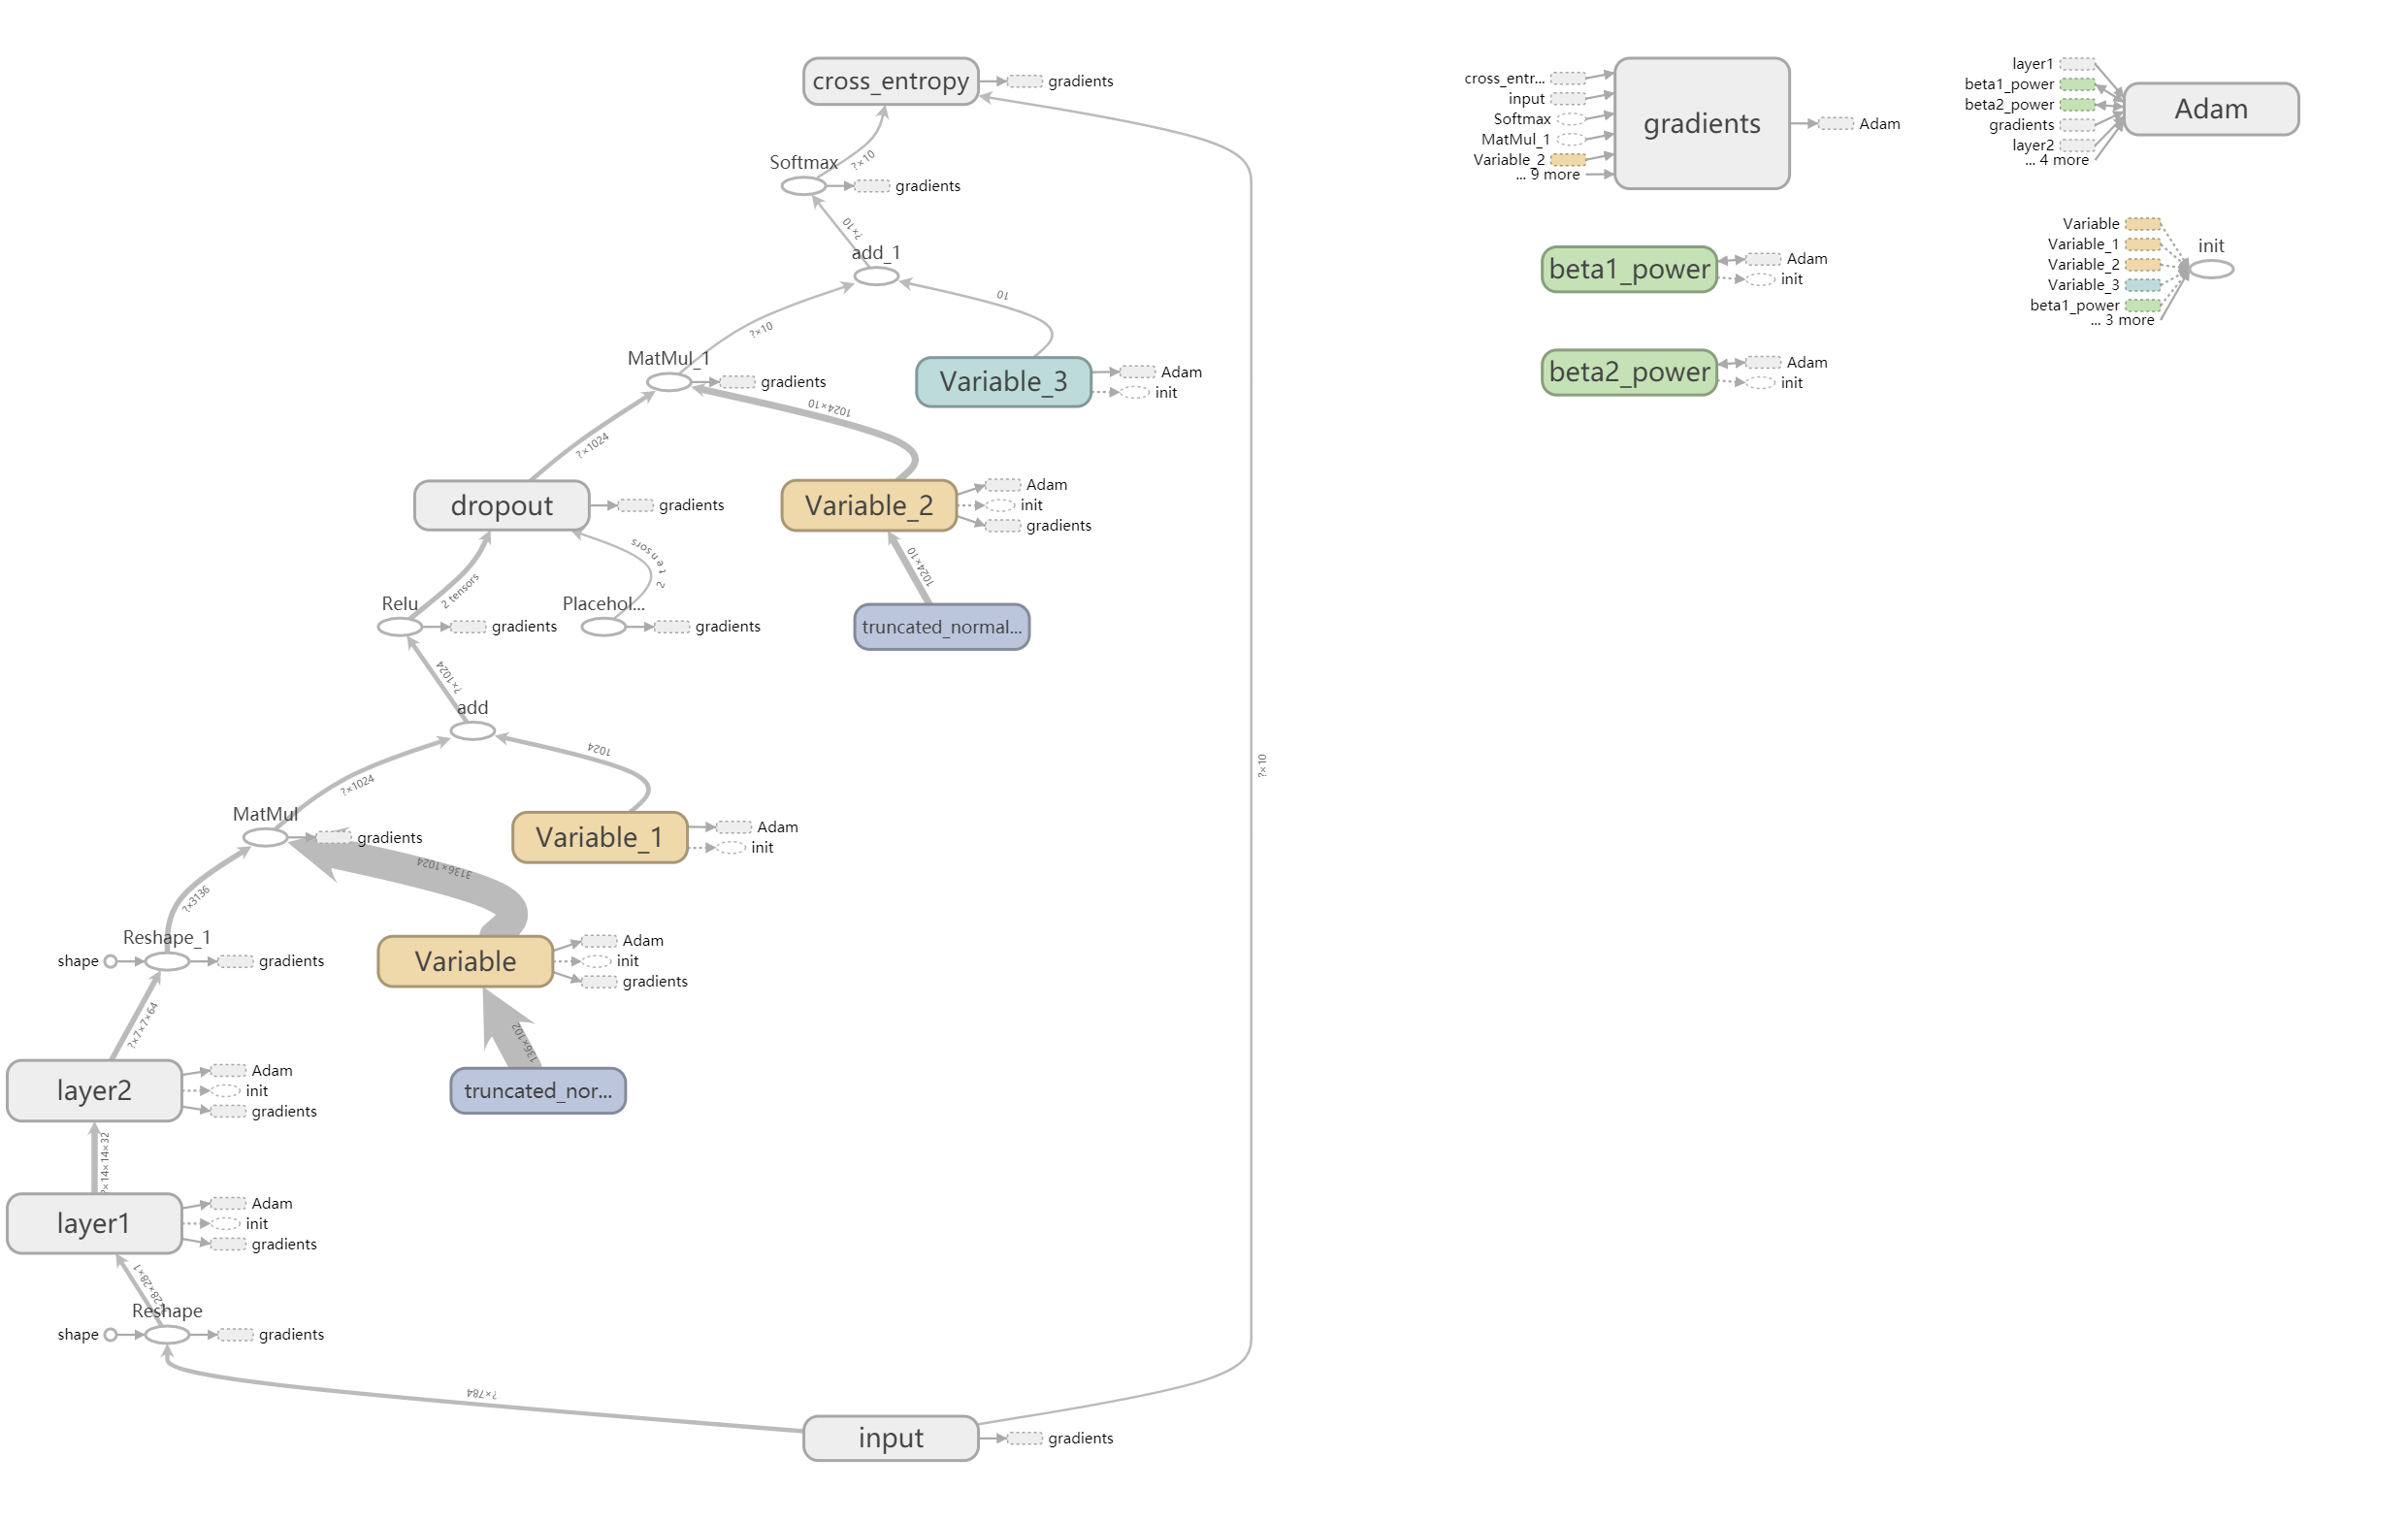 cross_entropy
gradients
?×10
Softmax
gradients
?×10
add_1
?×10
10
MatMul_1
gradients
Variable_3
Adam
init
1024×10
?×1024
dropout
gradients
Variable_2
Adam
init
gradients
2 tensors
2 tensors
1024×10
Relu
gradients
Placehol...
gradients
truncated_normal...
?×1024
add
1024
?×1024
?×10
MatMul
gradients
Variable_1
Adam
init
3136×1024
?×3136
Reshape_1
shape
gradients
Variable
Adam
init
gradients
?×7×7×64
136×102
layer2
Adam
init
gradients
truncated_nor...
?×14×14×32
layer1
Adam
init
gradients
×28×1
Reshape
shape
gradients
?×784
input
gradients
cross_entr...
input
Softmax
MatMul_1
Variable_2
... 9 more
gradients
Adam
layer1
beta1_power
beta2_power
gradients
layer2
... 4 more
Adam
beta1_power
Adam
init
Variable
Variable_1
Variable_2
Variable_3
beta1_power
... 3 more
init
beta2_power
Adam
init